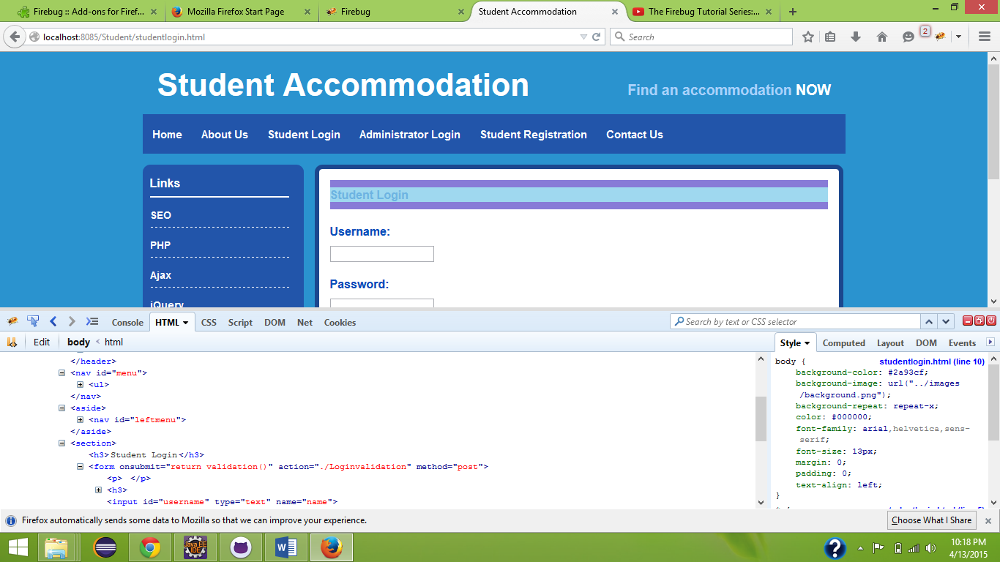 Firebug :: Add-ons for Firef...
Mozilla Firefox Start Page
Firebug
Student Accommodation
The Firebug Tutorial Series:...
localhost:8085/Student/studentlogin.html
Search
2
Student Accommodation
Find an accommodation NOW
Home About Us Student Login Administrator Login Student Registration Contact Us
Links
SEO
PHP
Ajax
jQuery
Student Login
Username:
Password:
Console HTML CSS Script DOM Net Cookies
Search by text or CSS selector
Edit body < html
Style Computed Layout DOM Events
</header>
<nav id="menu">
<ul>
</nav>
<aside>
<nav id="leftmenu">
</aside>
<section>
<h3>Student Login</h3>
<form onsubmit="return validation()" action="./Loginvalidation" method="post">
<p> </p>
<h3>
<input id="username" type="text" name="name">
body { studentlogin.html (line 10)
background-color: #2a93cf;
background-image: url("../images
/background.png");
background-repeat: repeat-x;
color: #000000;
font-family: arial,helvetica,sens-
serif;
font-size: 13px;
margin: 0;
padding: 0;
text-align: left;
}
Firefox automatically sends some data to Mozilla so that we can improve your experience.
Choose What I Share
Java EE
IDE
10:18 PM
4/13/2015